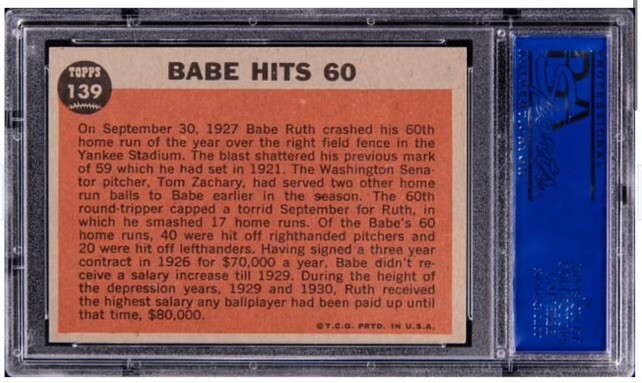 TOPPS
139
BABE HITS 60
On September 30, 1927 Babe Ruth crashed his 60th
home run of the year over the right field fence in the
Yankee Stadium. The blast shattered his previous mark
of 59 which he had set in 1921. The Washington Sena-
tor pitcher, Tom Zachary, had served two other home
run balls to Babe earlier in the season. The 60th
round-tripper capped a torrid September for Ruth, in
which he smashed 17 home runs. Of the Babe's 60
home runs, 40 were hit off righthanded pitchers and
20 were hit off lefthanders. Having signed a three year
contract in 1926 for $70,000 a year, Babe didn't re-
ceive a salary increase till 1929. During the height of
the depression years, 1929 and 1930, Ruth received
the highest salary any ballplayer had been paid up until
that time, $80,000.
©T.C.G. PRTD. IN U.S.A.
PSA
PROFESSIONAL